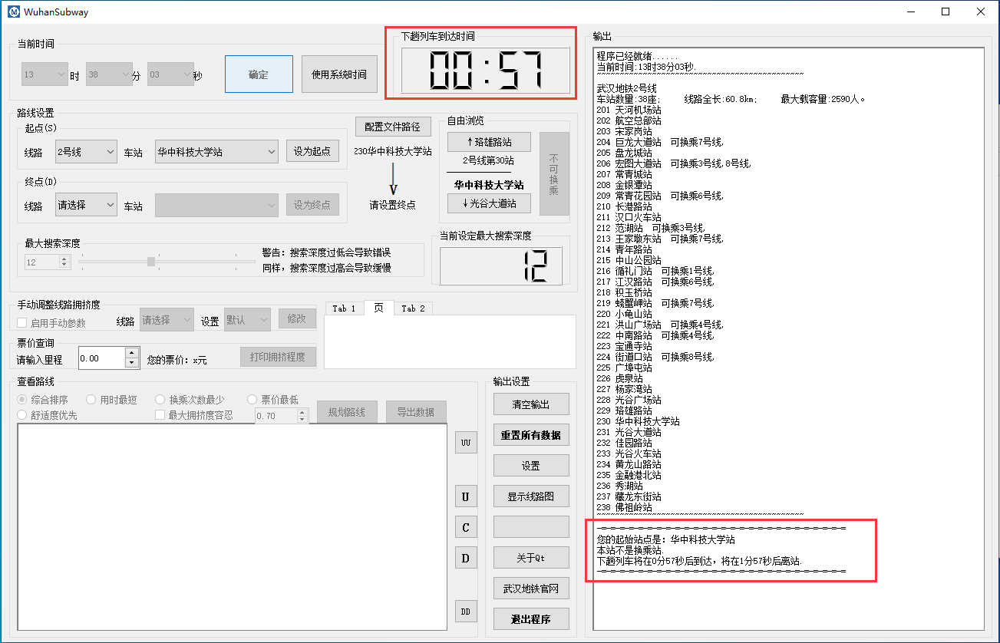 WuhanSubway
当前时间
13 时 38 分 03 秒
确定
使用系统时间
下趟列车到达时间
00:57
路线设置
起点(S)
线路 2号线 车站 华中科技大学站 设为起点
终点(D)
线路 请选择 车站 设为终点
配置文件路径
230华中科技大学站
V
请设置终点
自由浏览
↑珞雄路站
2号线第30站
华中科技大学站
↓光谷大道站
不可换乘
最大搜索深度
12
警告：搜索深度过低会导致错误
同样，搜索深度过高会导致缓慢
当前设定最大搜索深度
12
手动调整线路拥挤度
启用手动参数 线路 请选择 设置 默认 修改
票价查询
请输入里程 0.00 您的票价：x元 打印拥挤程度
Tab 1 页 Tab 2
查看路线
综合排序 用时最短 换乘次数最少 票价最低
舒适度优先 最大拥挤度容忍 0.70 规划路线 导出数据
UU
U
C
D
DD
输出设置
清空输出
重置所有数据
设置
显示线路图
关于Qt
武汉地铁官网
退出程序
输出
程序已经就绪......
当前时间:13时38分03秒.
~~~~~~~~~~~~~~~~~~~~~~~~~~~~~~~~~~~~~~~~~~~~~
武汉地铁2号线
车站数量:38座; 线路全长:60.8km; 最大载客量:2590人。
201 天河机场站
202 航空总部站
203 宋家岗站
204 巨龙大道站 可换乘7号线,
205 盘龙城站
206 宏图大道站 可换乘3号线,8号线,
207 常青城站
208 金银潭站
209 常青花园站 可换乘6号线,
210 长港路站
211 汉口火车站
212 范湖站 可换乘3号线,
213 王家墩东站 可换乘7号线,
214 青年路站
215 中山公园站
216 循礼门站 可换乘1号线,
217 江汉路站 可换乘6号线,
218 积玉桥站
219 螃蟹岬站 可换乘7号线,
220 小龟山站
221 洪山广场站 可换乘4号线,
222 中南路站 可换乘4号线,
223 宝通寺站
224 街道口站 可换乘8号线,
225 广埠屯站
226 虎泉站
227 杨家湾站
228 光谷广场站
229 珞雄路站
230 华中科技大学站
231 光谷大道站
232 佳园路站
233 光谷火车站
234 黄龙山路站
235 金融港北站
236 秀湖站
237 藏龙东街站
238 佛祖岭站
~~~~~~~~~~~~~~~~~~~~~~~~~~~~~~~~~~~~~~~~~~~~~
-=-=-=-=-=-=-=-=-=-=-=-=-=-=-=-=-=-=-=-=-=-=-=-=-=-=-=
您的起始站点是：华中科技大学站
本站不是换乘站.
下趟列车将在0分57秒后到达，将在1分57秒后离站.
-=-=-=-=-=-=-=-=-=-=-=-=-=-=-=-=-=-=-=-=-=-=-=-=-=-=-=